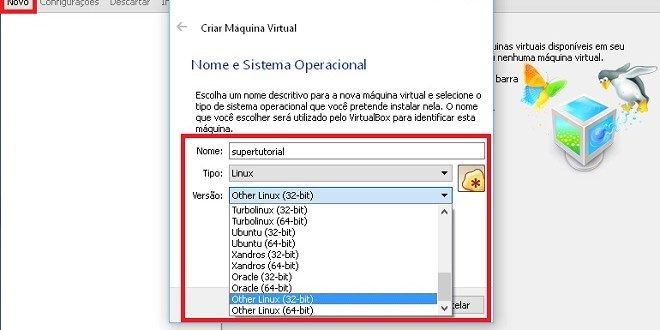 Novo Configurações Descartar
Criar Máquina Virtual
Nome e Sistema Operacional
Escolha um nome descritivo para a nova máquina virtual e selecione o
tipo de sistema operacional que você pretende instalar nela. O nome
que você escolher será utilizado pelo VirtualBox para identificar esta
máquina.
Nome: supertutorial
Tipo: Linux
Versão: Other Linux (32-bit)
Turbolinux (32-bit)
Turbolinux (64-bit)
Ubuntu (32-bit)
Ubuntu (64-bit)
Xandros (32-bit)
Xandros (64-bit)
Oracle (32-bit)
Oracle (64-bit)
Other Linux (32-bit)
Other Linux (64-bit)
elar
uinas virtuais disponíveis em seu
nenhuma máquina virtual.
barra